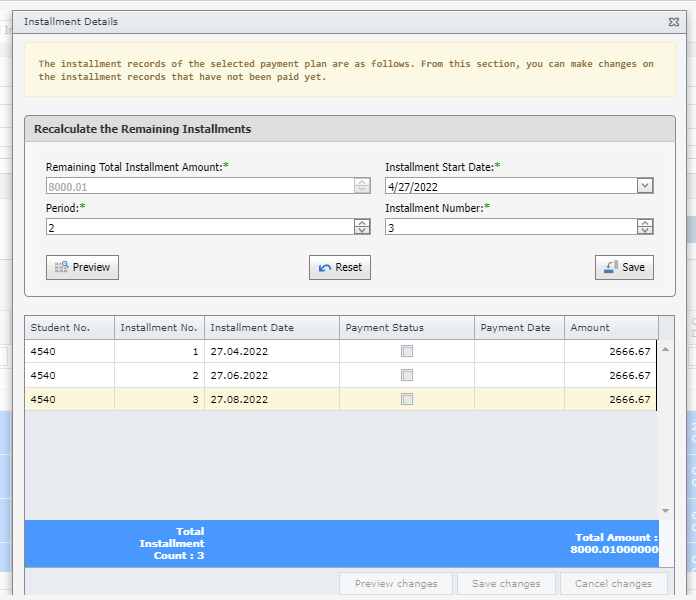 Installment Details
The installment records of the selected payment plan are as follows. From this section, you can make changes on
the installment records that have not been paid yet.
Recalculate the Remaining Installments
Remaining Total Installment Amount:* Installment Start Date:*
8000.01 4/27/2022
Period:* Installment Number:*
2 3
Preview Reset Save
Student No. Installment No. Installment Date Payment Status Payment Date Amount
4540 1 27.04.2022 2666.67
4540 2 27.06.2022 2666.67
4540 3 27.08.2022 2666.67
Total
Installment
Count : 3
Total Amount :
8000.01000000
Preview changes Save changes Cancel changes